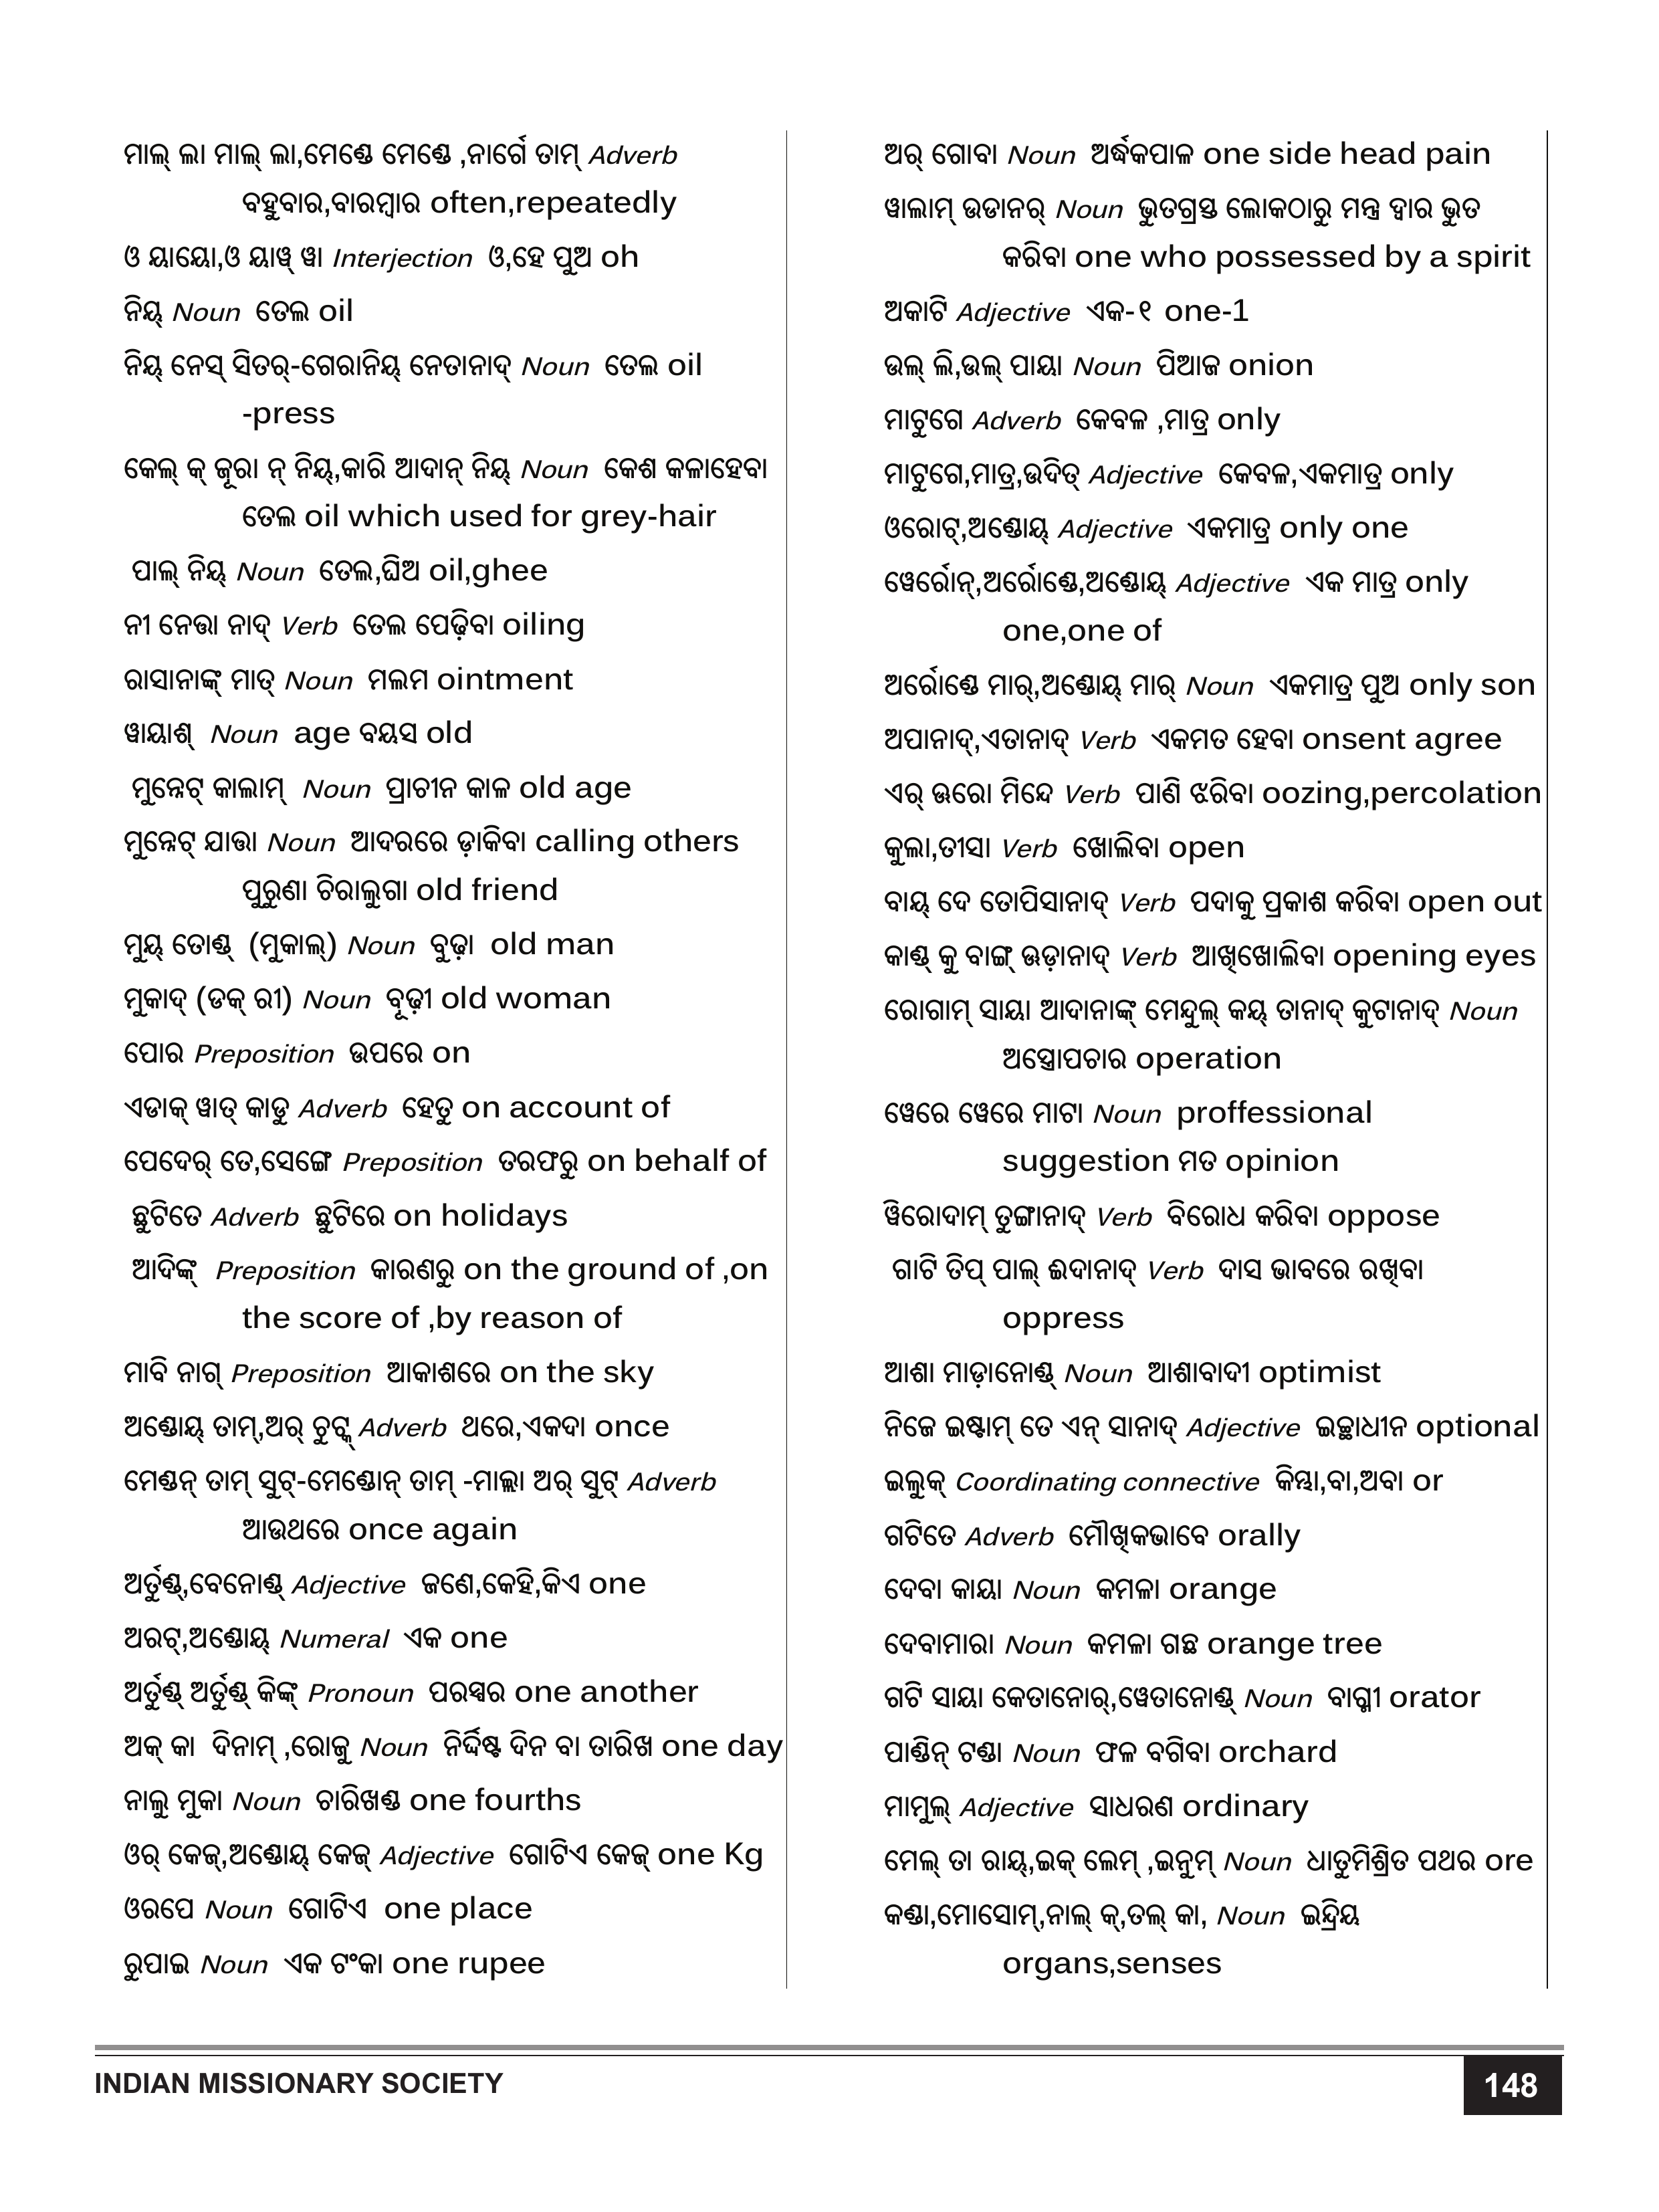 ମାଲ୍ ଲା ମାଲ୍ ଲା,ମେଣ୍ଡେ ମେଣ୍ଡେ ,ନାର୍ଗେ ତାମ୍ Adverb
ବହୁବାର,ବାରମ୍ବାର often,repeatedly
ଓ ୟାୟୋ,ଓ ୟାୱ୍ ୱା Interjection ଓ,ହେ ପୁଅ oh
ନିୟ୍ Noun ତେଲ oil
ନିୟ୍ ନେସ୍ ସିତର୍-ଗେରାନିୟ୍ ନେତାନାଦ୍ Noun ତେଲ oil
-press
କେଲ୍ କ୍ ଜୂରା ନ୍ ନିୟ୍,କାରି ଆଦାନ୍ ନିୟ୍ Noun କେଶ କଳାହେବା
ତେଲ oil which used for grey-hair
ପାଲ୍ ନିୟ୍ Noun ତେଲ,ଘିଅ oil,ghee
ନୀ ନେତ୍ତା ନାଦ୍ Verb ତେଲ ପେଢ଼ିବା oiling
ରାସାନାଙ୍କ୍ ମାତ୍ Noun ମଲମ ointment
ୱାୟାଶ୍ Noun age ବୟସ old
ମୁନ୍ନେଟ୍ କାଲାମ୍ Noun ପ୍ରାଚୀନ କାଳ old age
ମୁନ୍ନେଟ୍ ଯାତ୍ତା Noun ଆଦରରେ ଡ଼ାକିବା calling others
ପୁରୁଣା ଚିରାଲୁଗା old friend
ମୁୟ୍ ତୋଣ୍ଡ୍ (ମୁକାଲ୍) Noun ବୁଢ଼ା old man
ମୁକାଦ୍ (ଡକ୍ ରୀ) Noun ବୂଢ଼ୀ old woman
ପୋର Preposition ଉପରେ on
ଏଡାକ୍ ୱାତ୍ କାଡୁ Adverb ହେତୁ on account of
ପେଦେର୍ ତେ,ସେଙ୍ଗେ Preposition ତରଫରୁ on behalf of
ଛୁଟିତେ Adverb ଛୁଟିରେ on holidays
ଆଦିଙ୍କ୍ Preposition କାରଣରୁ on the ground of ,on
the score of ,by reason of
ମାବି ନାଗ୍ Preposition ଆକାଶରେ on the sky
ଅଣ୍ଡୋୟ୍ ତାମ୍,ଅର୍ ଚୁଟ୍କ୍ Adverb ଥରେ,ଏକଦା once
ମେଣ୍ଡନ୍ ତାମ୍ ସୁଟ୍-ମେଣ୍ଡୋନ୍ ତାମ୍ -ମାଲ୍ଲା ଅର୍ ସୁଟ୍ Adverb
ଆଉଥରେ once again
ଅର୍ତୁଣ୍ଡ୍,ବେନୋଣ୍ଡ୍ Adjective ଜଣେ,କେହି,କିଏ one
ଅରଟ୍,ଅଣ୍ଡୋୟ୍ Numeral ଏକ one
ଅର୍ତୁଣ୍ଡ୍ ଅର୍ତୁଣ୍ଡ୍ କିଙ୍କ୍ Pronoun ପରସ୍ବର one another
ଅକ୍ କା ଦିନାମ୍ ,ରୋଜୁ Noun ନିର୍ଦ୍ଦିଷ୍ଟ ଦିନ ବା ତାରିଖ one day
ନାଲୁ ମୁକା Noun ଚାରିଖଣ୍ଡ one fourths
ଓର୍ କେଜ୍,ଅଣ୍ଡୋୟ୍ କେଜ୍ Adjective ଗୋଟିଏ କେଜ୍ one Kg
ଓରପେ Noun ଗୋଟିଏ one place
ରୁପାଇ Noun ଏକ ଟଂକା one rupee
ଅର୍ ଗୋବା Noun ଅର୍ଦ୍ଧକପାଳ one side head pain
ୱାଲାମ୍ ଉଡାନର୍ Noun ଭୁତଗ୍ରସ୍ତ ଲୋକଠାରୁ ମନ୍ତ୍ର ଦ୍ୱାର ଭୁତ
କରିବା one who possessed by a spirit
ଅକାଟି Adjective ଏକ-୧ one-1
ଉଲ୍ ଲି,ଉଲ୍ ପାୟା Noun ପିଆଜ onion
ମାଟୁଗେ Adverb କେବଳ ,ମାତ୍ର only
ମାଟୁଗେ,ମାତ୍ର,ଉଦିତ୍ Adjective କେବଳ,ଏକମାତ୍ର only
ଓରୋଟ୍,ଅଣ୍ଡୋୟ୍ Adjective ଏକମାତ୍ର only one
ୱେର୍ରୋନ୍,ଅର୍ରୋଣ୍ଡେ,ଅଣ୍ଡୋୟ୍ Adjective ଏକ ମାତ୍ର only
one,one of
ଅର୍ରୋଣ୍ଡେ ମାର୍,ଅଣ୍ଡୋୟ୍ ମାର୍ Noun ଏକମାତ୍ର ପୁଅ only son
ଅପାନାଦ୍,ଏତାନାଦ୍ Verb ଏକମତ ହେବା onsent agree
ଏର୍ ଊରୋ ମିନ୍ଦେ Verb ପାଣି ଝରିବା oozing,percolation
କୁଲା,ତୀସା Verb ଖୋଲିବା open
ବାୟ୍ ଦେ ତୋପିସାନାଦ୍ Verb ପଦାକୁ ପ୍ରକାଶ କରିବା open out
କାଣ୍ଡ୍ କୁ ବାଙ୍ଗ୍ ଊଡ଼ାନାଦ୍ Verb ଆଖିଖୋଲିବା opening eyes
ରୋଗାମ୍ ସାୟା ଆଦାନାଙ୍କ୍ ମେନ୍ଦୁଲ୍ କୟ୍ ତାନାଦ୍ କୁଟାନାଦ୍ Noun
ଅସ୍ତ୍ରୋପଚାର operation
ୱେରେ ୱେରେ ମାଟା Noun proffessional
suggestion ମତ opinion
ୱିରୋଦାମ୍ ତୁଙ୍ଗାନାଦ୍ Verb ବିରୋଧ କରିବା oppose
ଗାଟି ତିପ୍ ପାଲ୍ ଈଦାନାଦ୍ Verb ଦାସ ଭାବରେ ରଖିବା
oppress
ଆଶା ମାଡ଼ାନୋଣ୍ଡ୍ Noun ଆଶାବାଦୀ optimist
ନିଜେ ଇଷ୍ଟାମ୍ ତେ ଏନ୍ ସାନାଦ୍ Adjective ଇଚ୍ଛାଧୀନ optional
ଇଲୁକ୍ Coordinating connective କିମ୍ଭା,ବା,ଅବା or
ଗଟିତେ Adverb ମୌଖିକଭାବେ orally
ଦେବା କାୟା Noun କମଳା orange
ଦେବାମାରା Noun କମଳା ଗଛ orange tree
ଗଟି ସାୟା କେତାନୋର୍,ୱେତାନୋଣ୍ଡ୍ Noun ବାଗ୍ମୀ orator
ପାଣ୍ଡିନ୍ ଟଣ୍ଡା Noun ଫଳ ବଗିବା orchard
ମାମୁଲ୍ Adjective ସାଧରଣ ordinary
ମେଲ୍ ତା ରାୟ୍,ଇକ୍ ଲେମ୍ ,ଇନୁମ୍ Noun ଧାତୁମିଶ୍ରିତ ପଥର ore
କଣ୍ଡା,ମୋସୋମ୍,ନାଲ୍ କ୍,ତଲ୍ କା, Noun ଇନ୍ଦ୍ରିୟ
organs,senses
INDIAN MISSIONARY SOCIETY
148